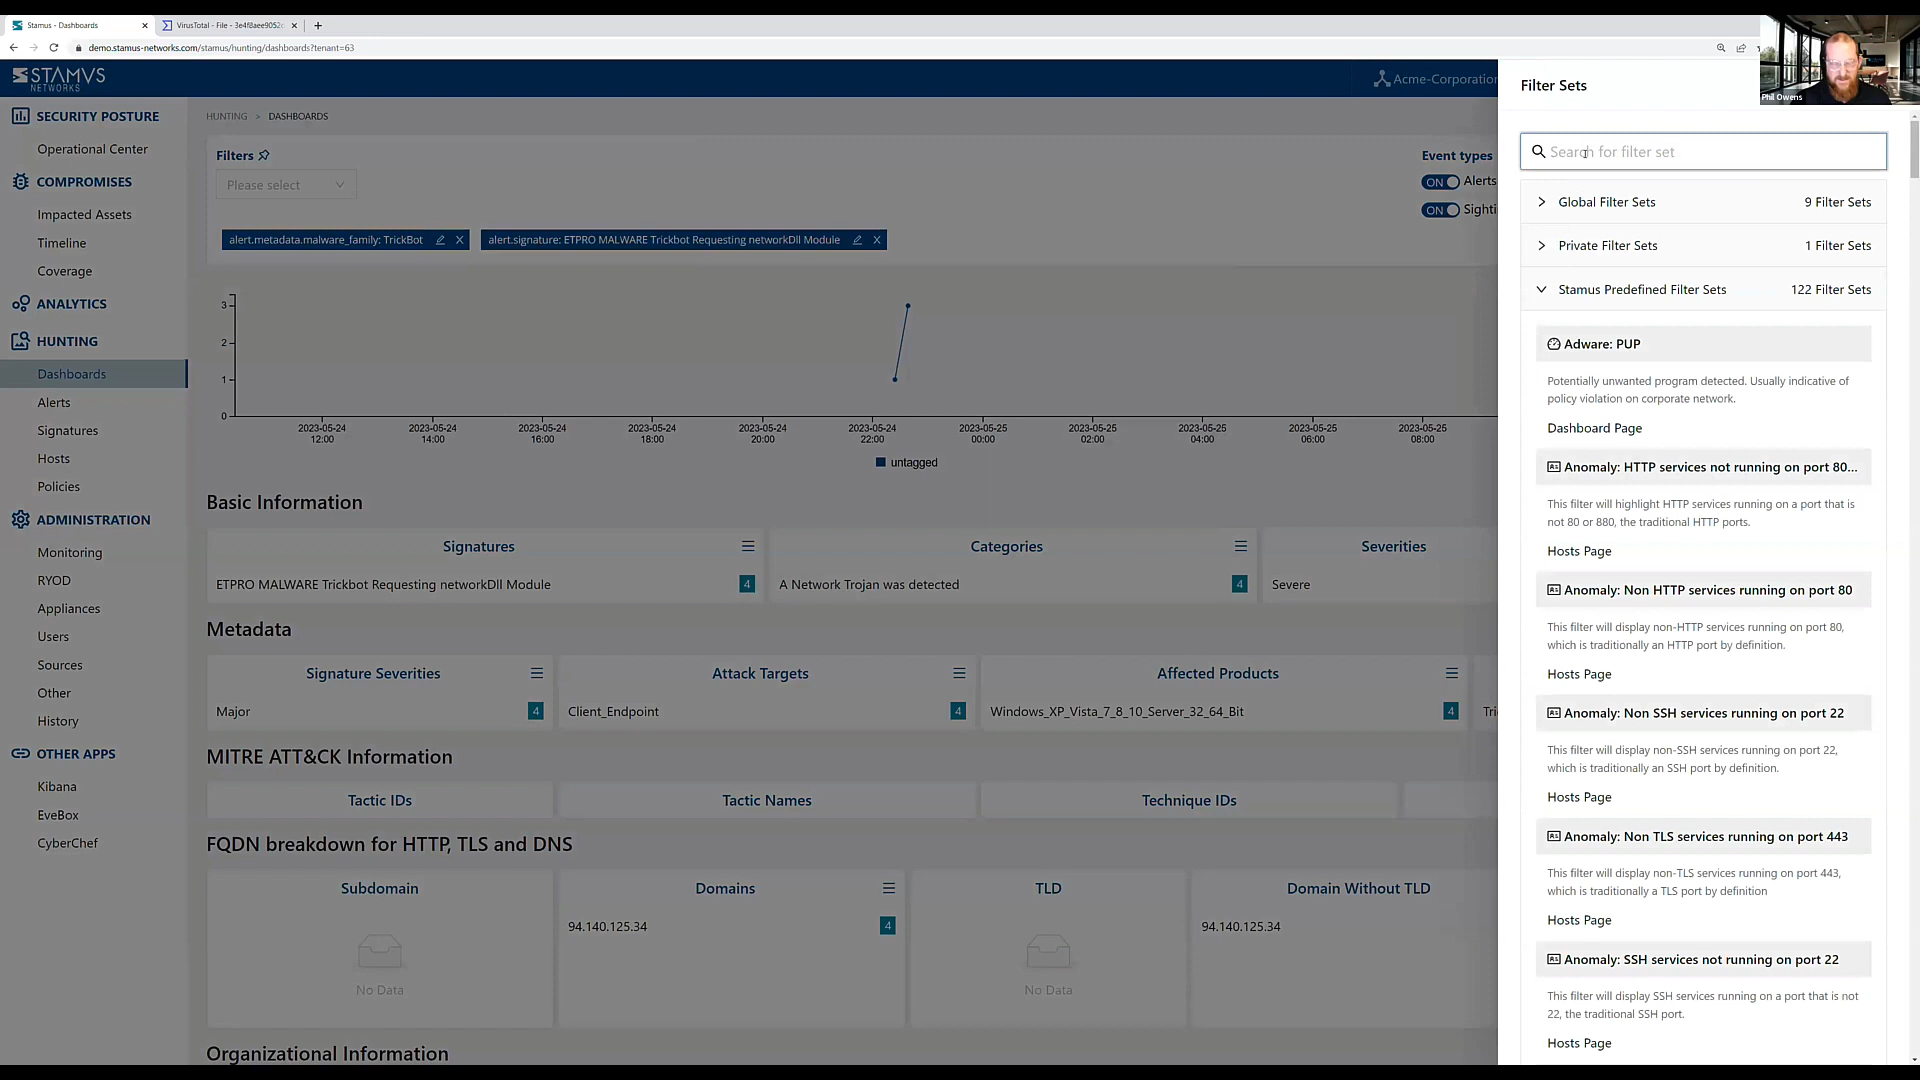 Stamus - Dashboards
VirusTotal - File - 3e4f8aee9052
demo.stamus-networks.com/stamus/hunting/dashboards?tenant=63
Phil Owens
STAMVS
NETWORKS
Acme-Corporation
SECURITY POSTURE
Operational Center
COMPROMISES
Impacted Assets
Timeline
Coverage
ANALYTICS
HUNTING
Dashboards
Alerts
Signatures
Hosts
Policies
ADMINISTRATION
Monitoring
RYOD
Appliances
Users
Sources
Other
History
OTHER APPS
Kibana
EveBox
CyberChef
HUNTING > DASHBOARDS
Filters
Please select
Event types
ON Alerts
ON Sighti
alert.metadata.malware_family: TrickBot
alert.signature: ETPRO MALWARE Trickbot Requesting networkDll Module
3
2
1
0
2023-05-24 12:00
2023-05-24 14:00
2023-05-24 16:00
2023-05-24 18:00
2023-05-24 20:00
2023-05-24 22:00
2023-05-25 00:00
2023-05-25 02:00
2023-05-25 04:00
2023-05-25 06:00
2023-05-25 08:00
untagged
Basic Information
Signatures
ETPRO MALWARE Trickbot Requesting networkDll Module 4
Categories
A Network Trojan was detected 4
Severities
Severe
Metadata
Signature Severities
Major 4
Attack Targets
Client_Endpoint 4
Affected Products
Windows_XP_Vista_7_8_10_Server_32_64_Bit 4
Tri
MITRE ATT&CK Information
Tactic IDs
Tactic Names
Technique IDs
FQDN breakdown for HTTP, TLS and DNS
Subdomain
No Data
Domains
94.140.125.34 4
TLD
No Data
Domain Without TLD
94.140.125.34
Organizational Information
Filter Sets
Search for filter set
Global Filter Sets 9 Filter Sets
Private Filter Sets 1 Filter Sets
Stamus Predefined Filter Sets 122 Filter Sets
Adware: PUP
Potentially unwanted program detected. Usually indicative of
policy violation on corporate network.
Dashboard Page
Anomaly: HTTP services not running on port 80...
This filter will highlight HTTP services running on a port that is
not 80 or 880, the traditional HTTP ports.
Hosts Page
Anomaly: Non HTTP services running on port 80
This filter will display non-HTTP services running on port 80,
which is traditionally an HTTP port by definition.
Hosts Page
Anomaly: Non SSH services running on port 22
This filter will display non-SSH services running on port 22,
which is traditionally an SSH port by definition.
Hosts Page
Anomaly: Non TLS services running on port 443
This filter will display non-TLS services running on port 443,
which is traditionally a TLS port by definition
Hosts Page
Anomaly: SSH services not running on port 22
This filter will display SSH services running on a port that is not
22, the traditional SSH port.
Hosts Page